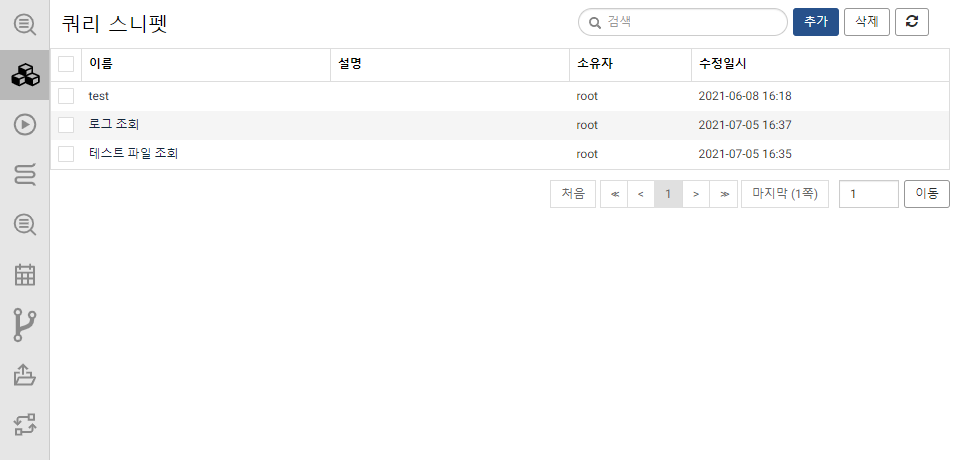 쿼리 스니펫
검색
추가
삭제
이름 설명 소유자 수정일시
test root 2021-06-08 16:18
로그 조회 root 2021-07-05 16:37
테스트 파일 조회 root 2021-07-05 16:35
처음 ≪ < 1 > ≫ 마지막 (1쪽) 1 이동